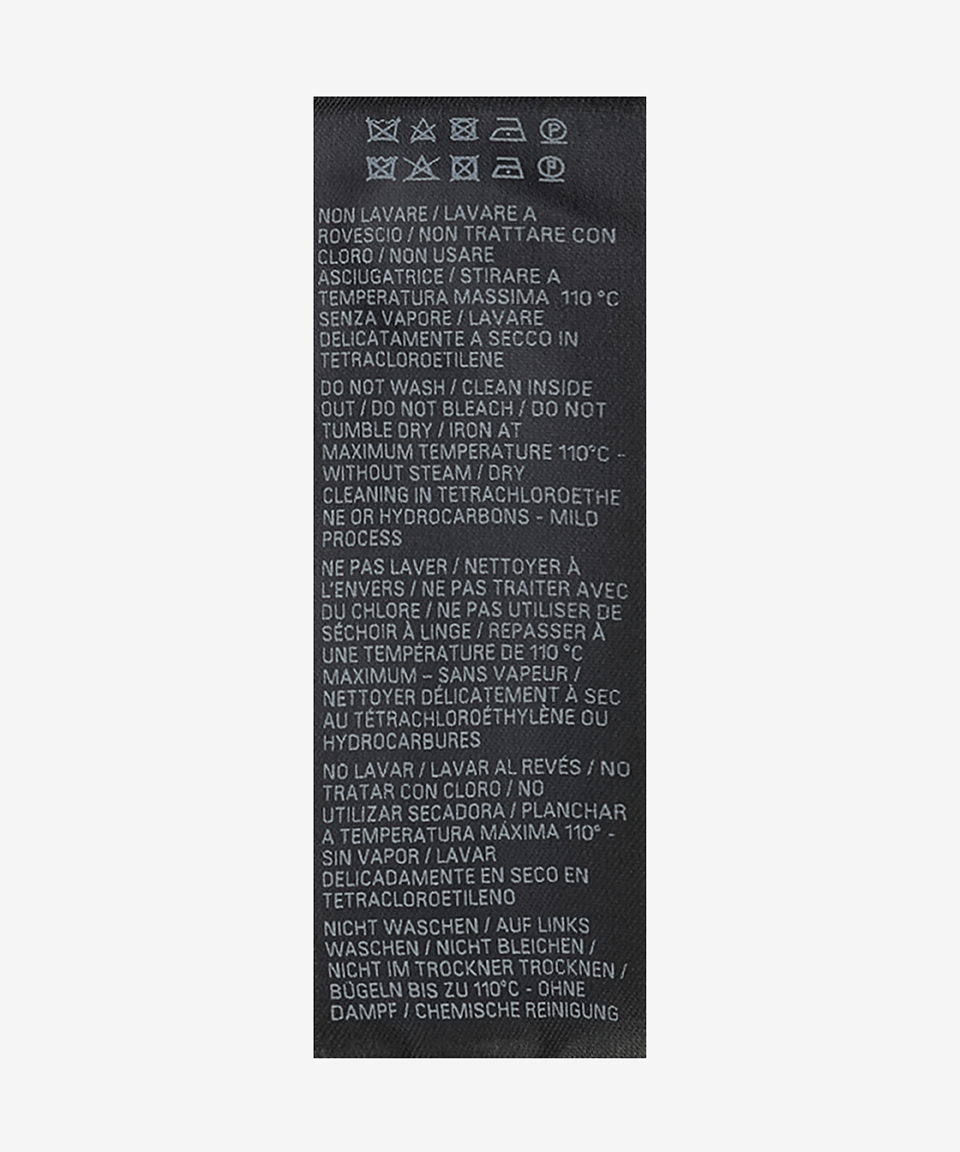 P
P
NON LAVARE / LAVARE A
ROVESCIO / NON TRATTARE CON
CLORO / NON USARE
ASCIUGATRICE / STIRARE A
TEMPERATURA MASSIMA 110 °C
SENZA VAPORE / LAVARE
DELICATAMENTE A SECCO IN
TETRACLOROETILENE
DO NOT WASH / CLEAN INSIDE
OUT / DO NOT BLEACH / DO NOT
TUMBLE DRY / IRON AT
MAXIMUM TEMPERATURE 110°C -
WITHOUT STEAM / DRY
CLEANING IN TETRACHLOROETHE
NE OR HYDROCARBONS - MILD
PROCESS
NE PAS LAVER / NETTOYER À
L'ENVERS / NE PAS TRAITER AVEC
DU CHLORE / NE PAS UTILISER DE
SÉCHOIR À LINGE / REPASSER À
UNE TEMPÉRATURE DE 110 °C
MAXIMUM – SANS VAPEUR /
NETTOYER DÉLICATEMENT À SEC
AU TÉTRACHLOROÉTHYLÈNE OU
HYDROCARBURES
NO LAVAR / LAVAR AL REVÉS / NO
TRATAR CON CLORO / NO
UTILIZAR SECADORA / PLANCHAR
A TEMPERATURA MÁXIMA 110° -
SIN VAPOR / LAVAR
DELICADAMENTE EN SECO EN
TETRACLOROETILENO
NICHT WASCHEN / AUF LINKS
WASCHEN / NICHT BLEICHEN /
NICHT IM TROCKNER TROCKNEN /
BÜGELN BIS ZU 110°C - OHNE
DAMPF / CHEMISCHE REINIGUNG